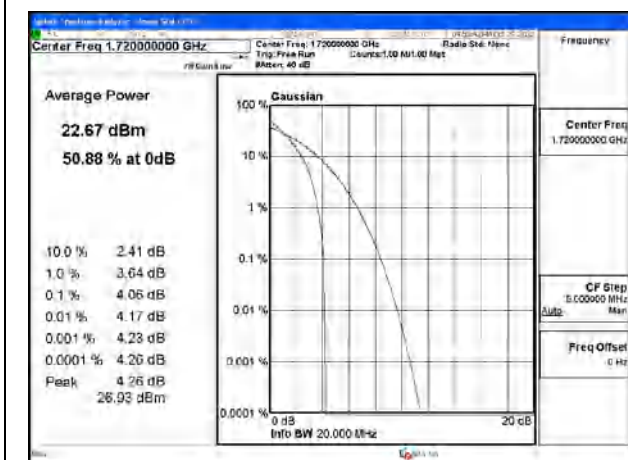 Center Freq 1.720000000 GHz
Center Freq: 1.720000000 GHz
Radio Std: None
Trig: Free Run
Counts:1.00 M/1.00 Mpt
#Atten: 40 dB
Frequency
Average Power
22.67 dBm
50.88 % at 0dB
10.0 % 2.41 dB
1.0 % 3.64 dB
0.1 % 4.06 dB
0.01 % 4.17 dB
0.001 % 4.23 dB
0.0001 % 4.26 dB
Peak 4.26 dB
26.93 dBm
Gaussian
100 %
10 %
1 %
0.1 %
0.01 %
0.001 %
0.0001 %
0 dB
20 dB
Info BW 20.000 MHz
Center Freq
1.720000000 GHz
CF Step
5.000000 MHz
Auto Man
Freq Offset
0 Hz